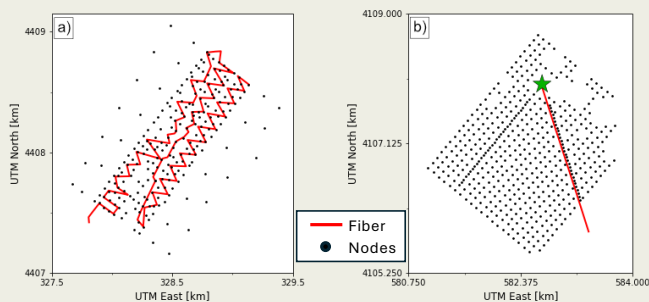 a)
UTM North [km]
4409
4408
4407
327.5
328.5
329.5
UTM East [km]
Fiber
Nodes
b)
UTM North [km]
4109.000
4107.125
4105.250
580.750
582.375
584.000
UTM East [km]